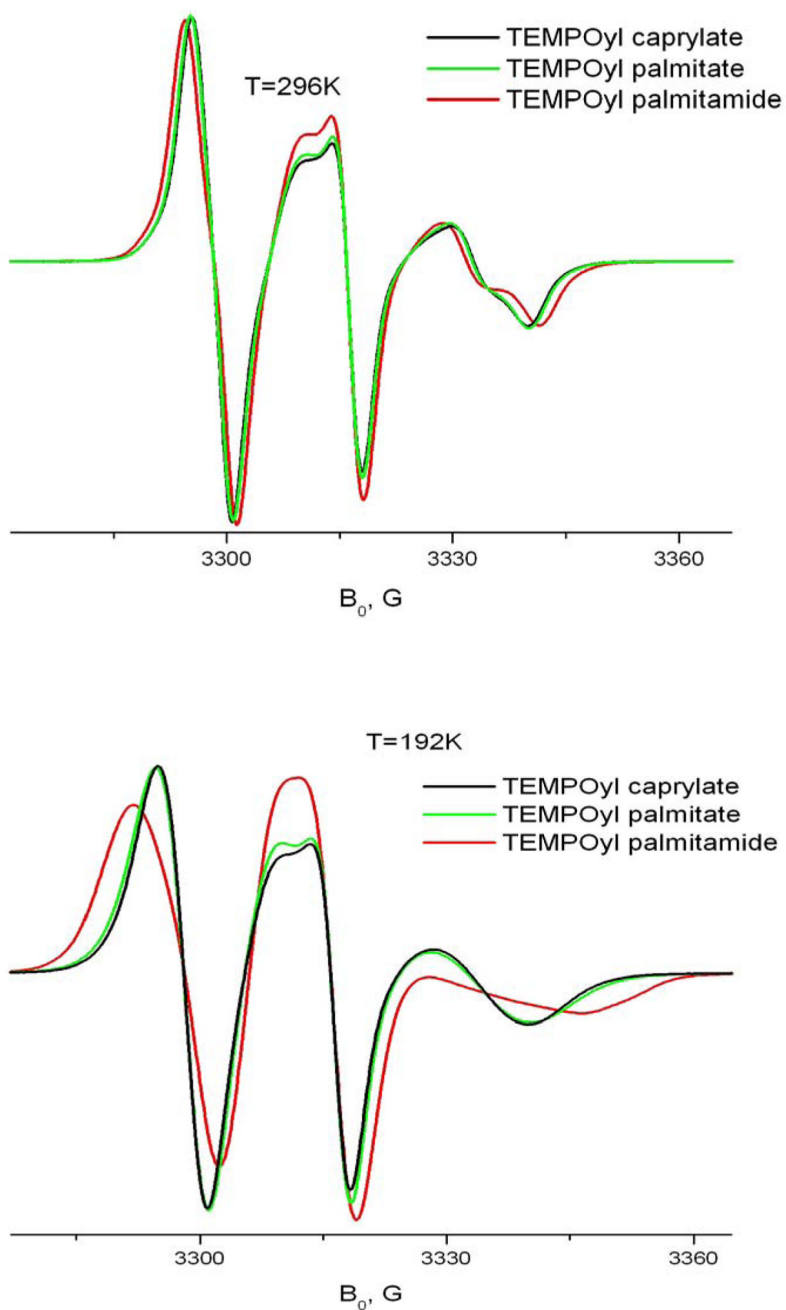 TEMPOyl caprylate
TEMPOyl palmitate
TEMPOyl palmitamide
T=296K
3300 3330 3360
B₀, G
T=192K
TEMPOyl caprylate
TEMPOyl palmitate
TEMPOyl palmitamide
3300 3330 3360
B₀, G